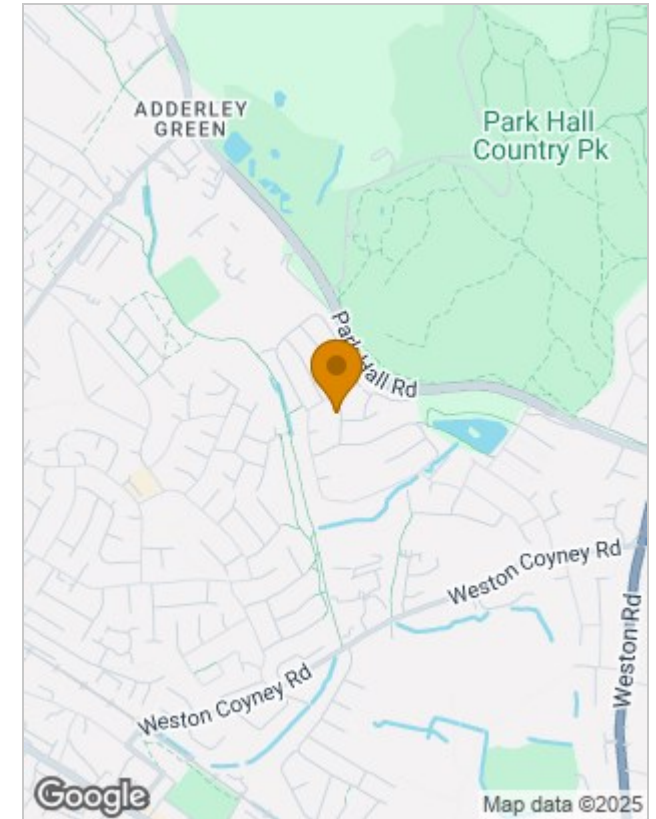 ADDERLEY
GREEN
Park Hall
Country Pk
Park Hall Rd
Weston Coyney Rd
Weston Rd
Weston Coyney Rd
Google
Map data ©2025